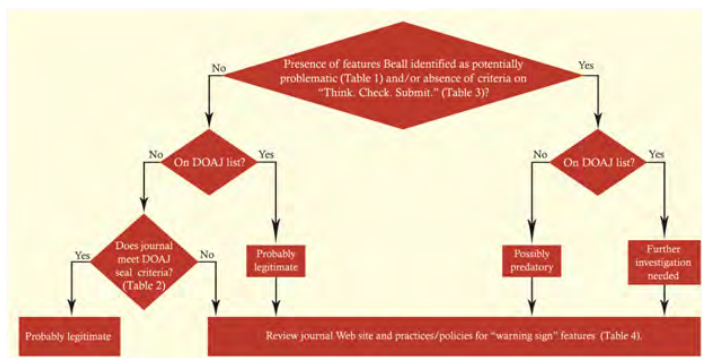 Presence of features Beall identified as potentially
problematic (Table 1) and/or absence of criteria on
"Think. Check. Submit." (Table 3)?
No
Yes
On DOAJ list?
On DOAJ list?
No
Yes
No
Yes
Does journal
meet DOAJ
seal criteria?
(Table 2)
Yes
No
Probably
legitimate
Possibly
predatory
Further
investigation
needed
Probably legitimate
Review journal Web site and practices/policies for "warning sign" features (Table 4).